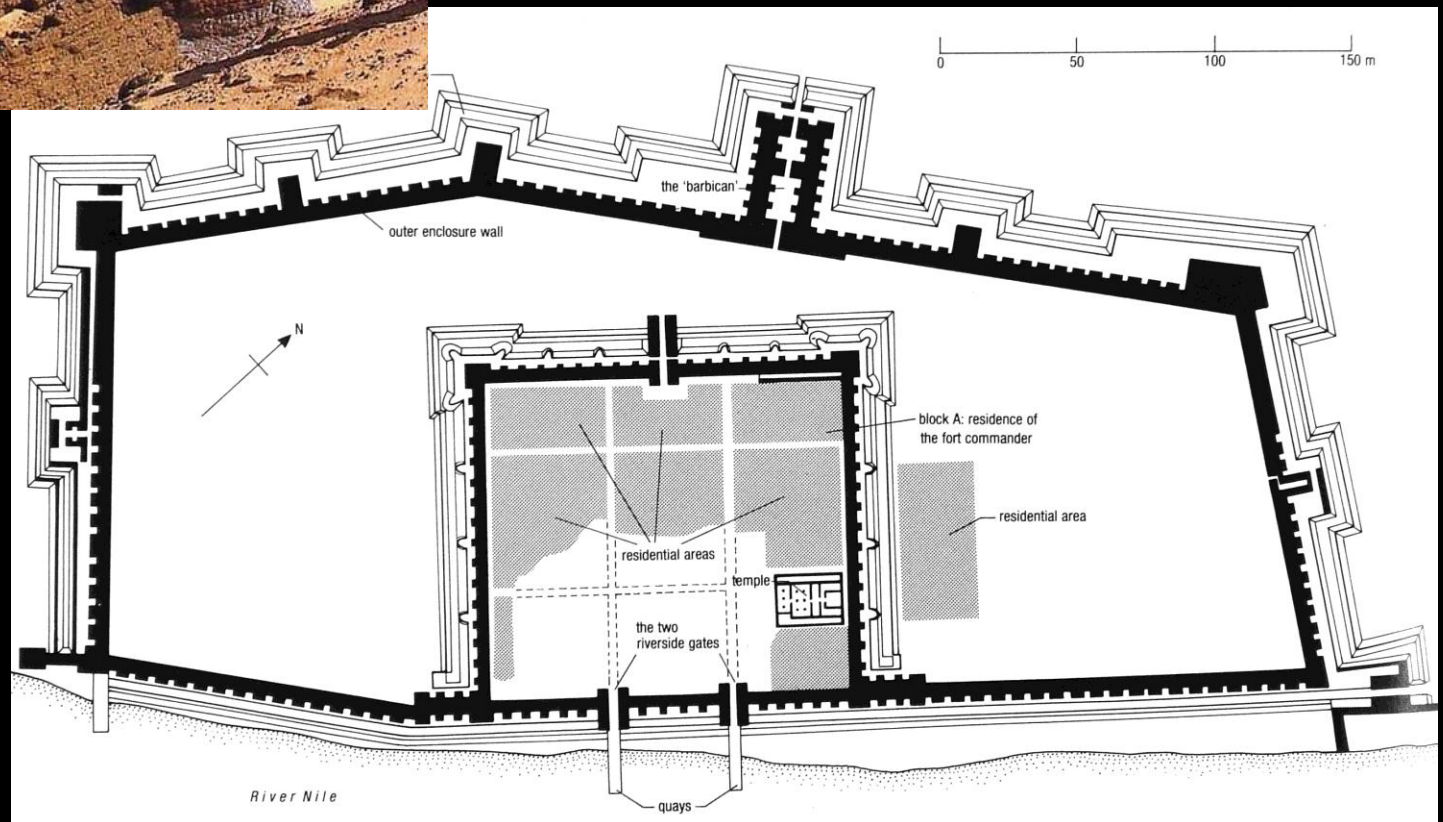 0
50
100
150 m
the 'barbican'
outer enclosure wall
N
block A: residence of
the fort commander
residential area
residential areas
temple
the two
riverside gates
River Nile
quays